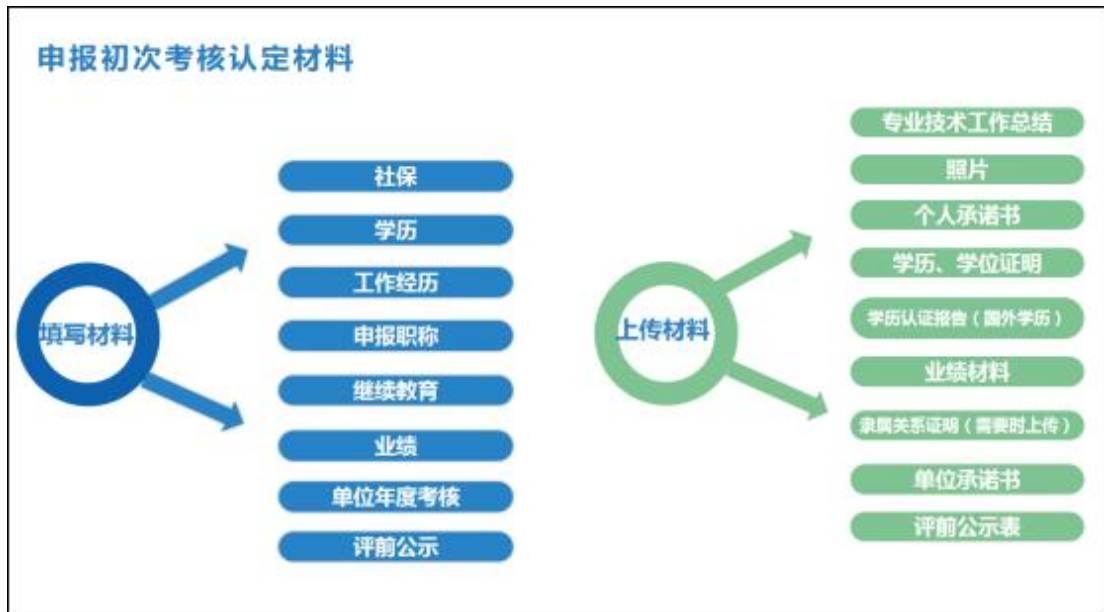 申报初次考核认定材料
填写材料
社保
学历
工作经历
申报职称
继续教育
业绩
单位年度考核
评前公示
上传材料
专业技术工作总结
照片
个人承诺书
学历、学位证明
学历认证报告（国外学历）
业绩材料
隶属关系证明（需要时上传）
单位承诺书
评前公示表